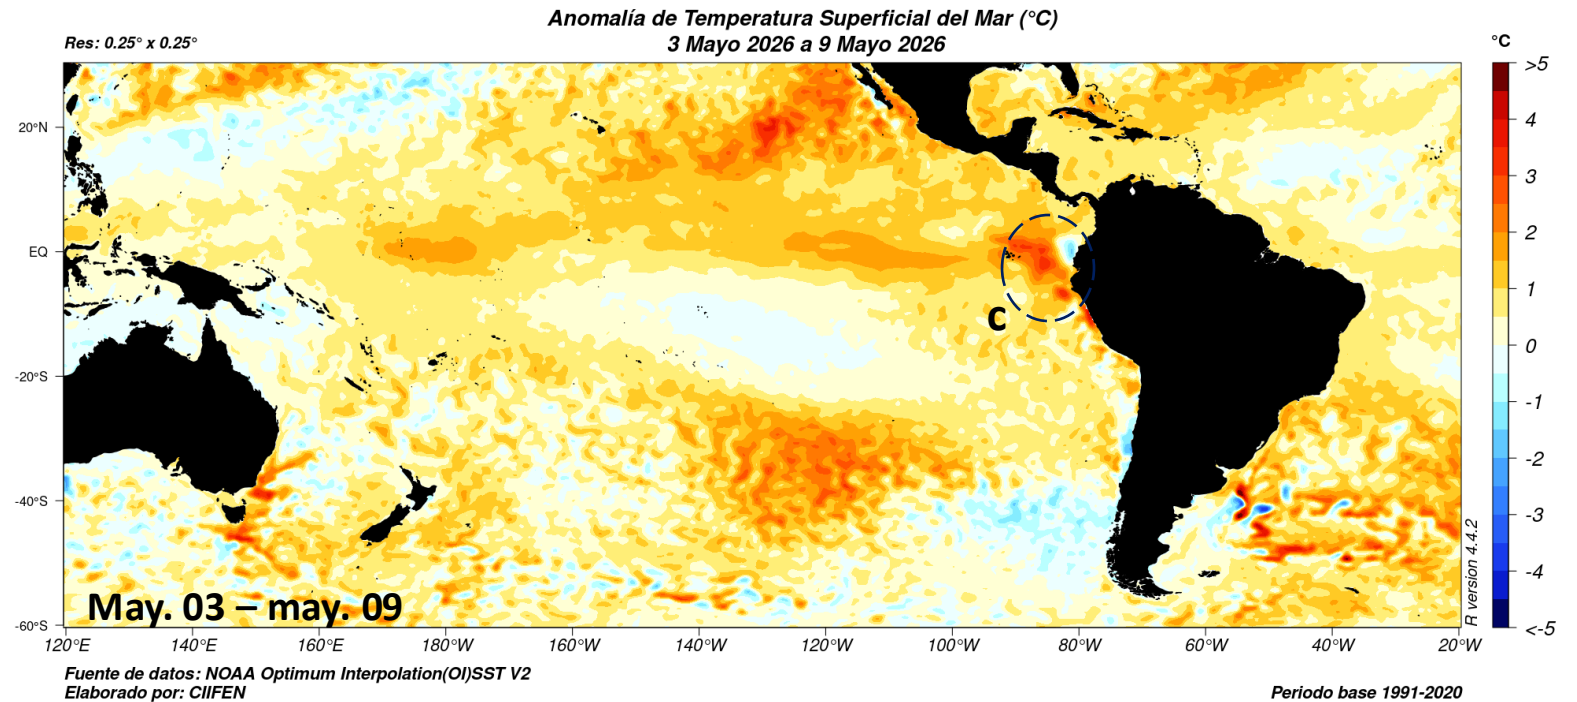 Anomalía de Temperatura Superficial del Mar (°C)
3 Mayo 2026 a 9 Mayo 2026
Res: 0.25° x 0.25°
°C
>5
4
3
2
1
0
-1
-2
-3
-4
<-5
20°N
EQ
-20°S
-40°S
-60°S
C
May. 03 – may. 09
R version 4.4.2
120°E
140°E
160°E
180°W
160°W
140°W
120°W
100°W
80°W
60°W
40°W
20°W
Fuente de datos: NOAA Optimum Interpolation(OI)SST V2
Elaborado por: CIIFEN
Periodo base 1991-2020